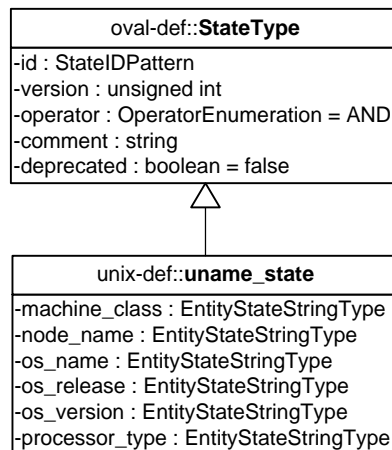 oval-def::StateType
-id : StateIDPattern
-version : unsigned int
-operator : OperatorEnumeration = AND
-comment : string
-deprecated : boolean = false
unix-def::uname_state
-machine_class : EntityStateStringType
-node_name : EntityStateStringType
-os_name : EntityStateStringType
-os_release : EntityStateStringType
-os_version : EntityStateStringType
-processor_type : EntityStateStringType